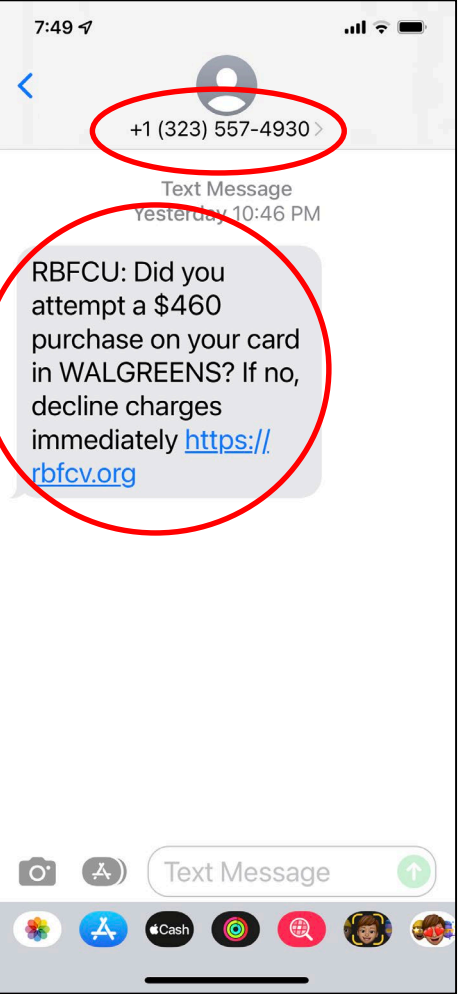 7:49
+1 (323) 557-4930
Text Message
Yesterday 10:46 PM
RBFCU: Did you
attempt a $460
purchase on your card
in WALGREENS? If no,
decline charges
immediately https://
rbfcv.org
Text Message
Cash